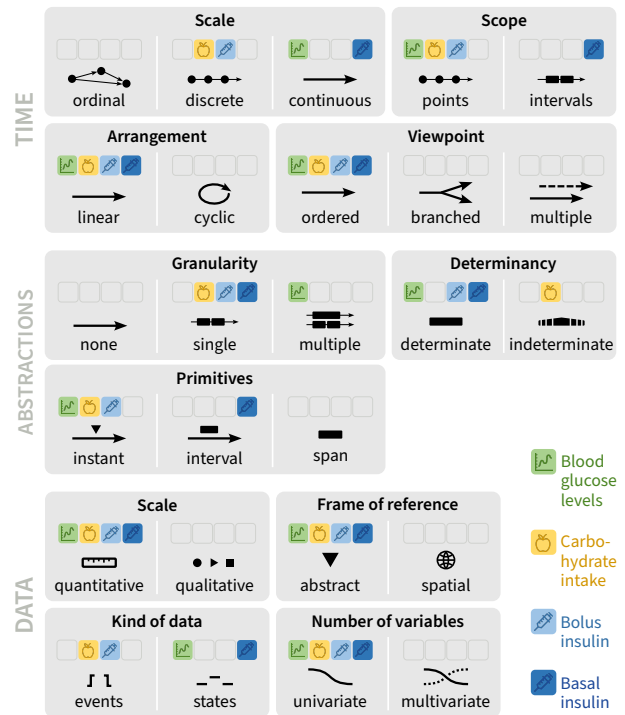 TIME
Scale
ordinal
discrete
continuous
Scope
points
intervals
Arrangement
linear
cyclic
Viewpoint
ordered
branched
multiple
ABSTRACTIONS
Granularity
none
single
multiple
Determinancy
determinate
indeterminate
Primitives
instant
interval
span
DATA
Scale
quantitative
qualitative
Frame of reference
abstract
spatial
Kind of data
events
states
Number of variables
univariate
multivariate
Blood
glucose
levels
Carbo-
hydrate
intake
Bolus
insulin
Basal
insulin